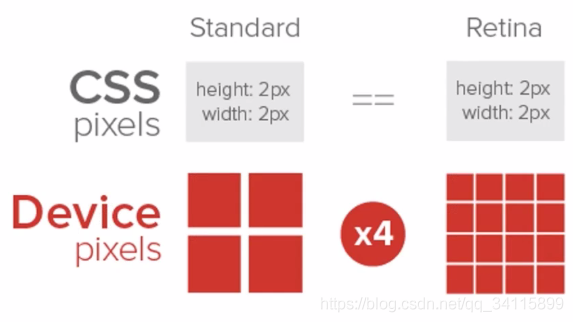 Standard
Retina
CSS
pixels
height: 2px
width: 2px
==
height: 2px
width: 2px
Device
pixels
x4
https://blog.csdn.net/qq_34115899